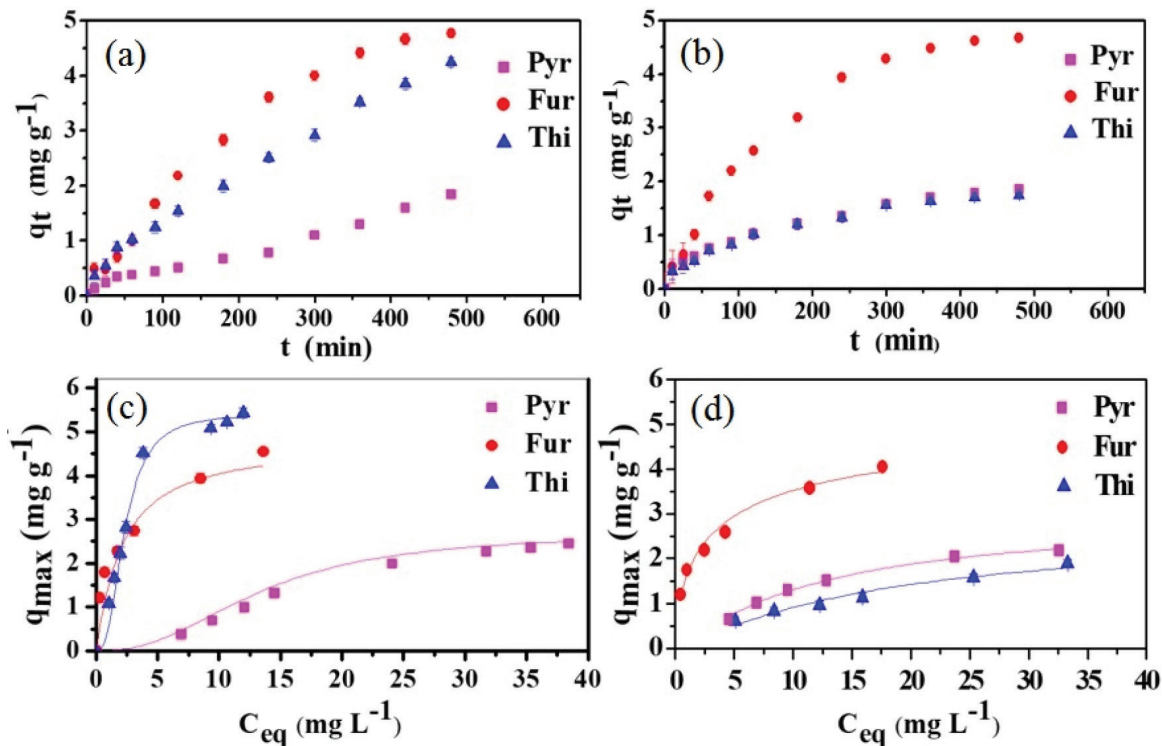 (a)
Pyr
Fur
Thi
qt (mg g-1)
5
4
3
2
1
0
0 100 200 300 400 500 600
t (min)
(b)
Pyr
Fur
Thi
qt (mg g-1)
5
4
3
2
1
0
0 100 200 300 400 500 600
t (min)
(c)
Pyr
Fur
Thi
qmax (mg g-1)
6
5
4
3
2
1
0
0 5 10 15 20 25 30 35 40
Ceq (mg L-1)
(d)
Pyr
Fur
Thi
qmax (mg g-1)
6
5
4
3
2
1
0
0 5 10 15 20 25 30 35 40
Ceq (mg L-1)